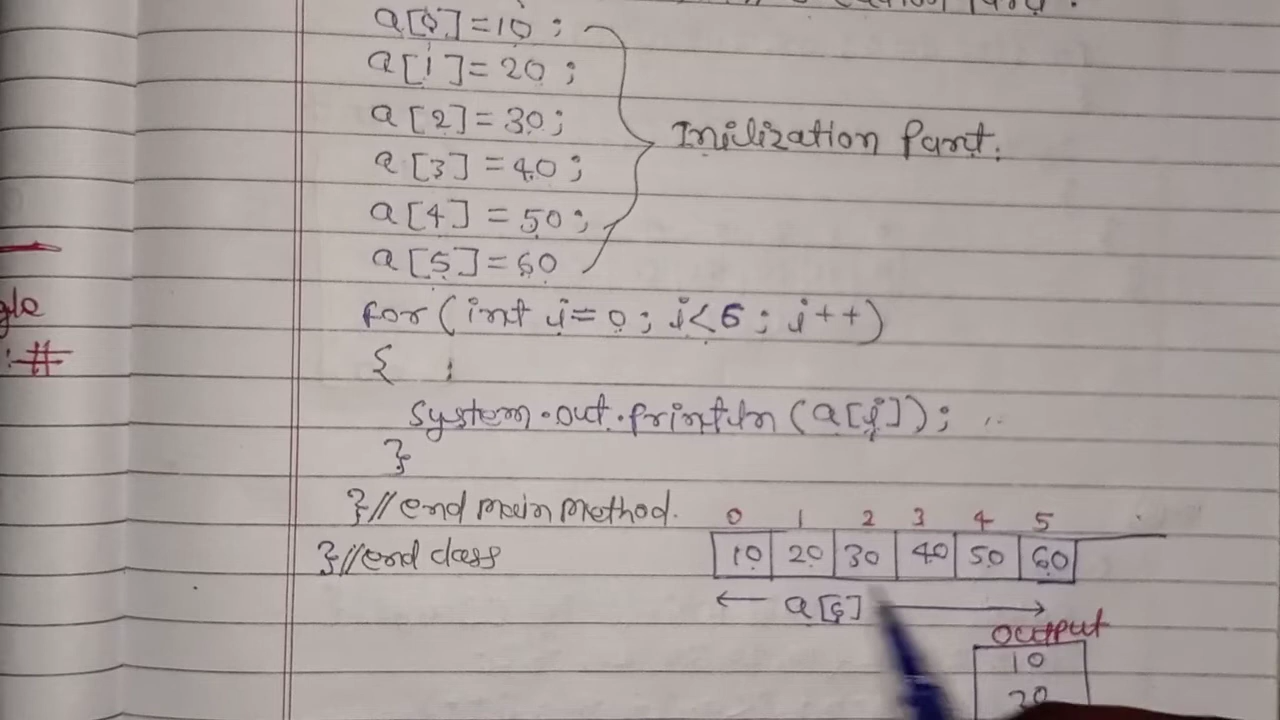 a[0]=10;
a[1]=20;
a[2]=30;
Inilization Part.
a[3]=40;
a[4]=50;
a[5]=60
for(int i=0; i<6; i++)
{ ;
System.out.println(a[i]);
}
}//end main method.
0 1 2 3 4 5
}//end class
10 20 30 40 50 60
a[6]
output
10
20
gle
:#